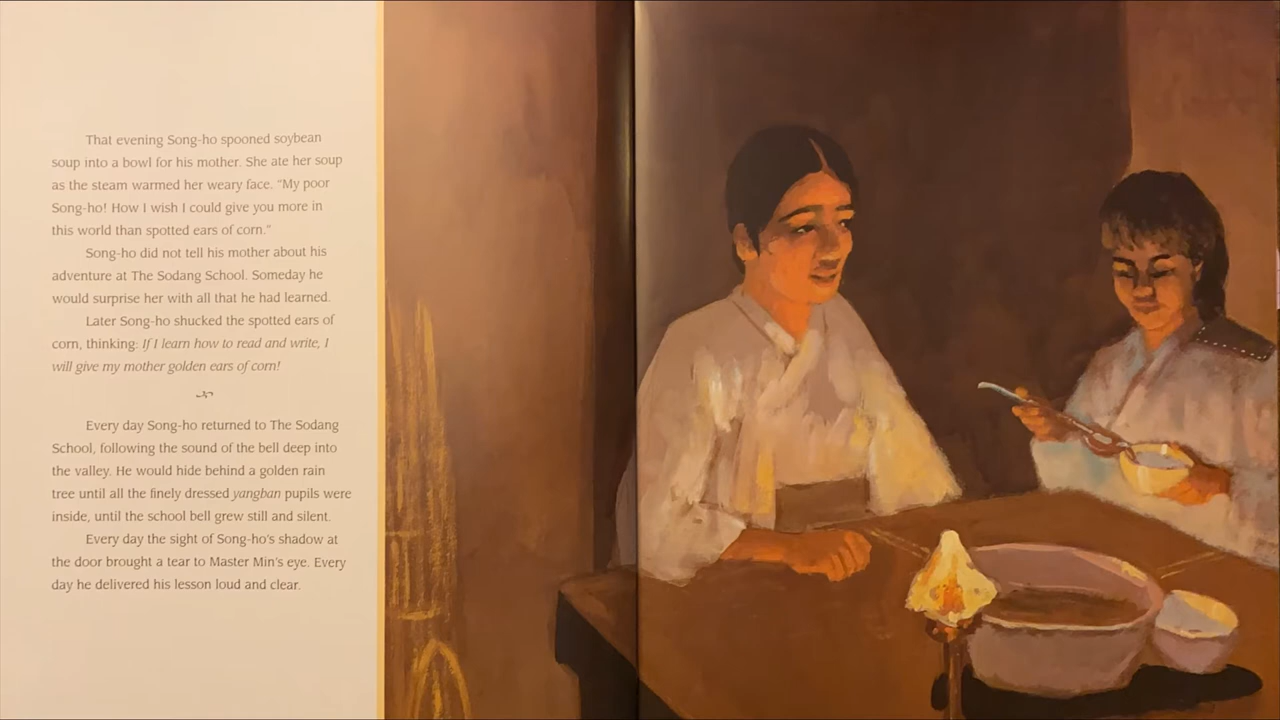 That evening Song-ho spooned soybean
soup into a bowl for his mother. She ate her soup
as the steam warmed her weary face. “My poor
Song-ho! How I wish I could give you more in
this world than spotted ears of corn.”
Song-ho did not tell his mother about his
adventure at The Sodang School. Someday he
would surprise her with all that he had learned.
Later Song-ho shucked the spotted ears of
corn, thinking: If I learn how to read and write, I
will give my mother golden ears of corn!
Every day Song-ho returned to The Sodang
School, following the sound of the bell deep into
the valley. He would hide behind a golden rain
tree until all the finely dressed yangban pupils were
inside, until the school bell grew still and silent.
Every day the sight of Song-ho’s shadow at
the door brought a tear to Master Min’s eye. Every
day he delivered his lesson loud and clear.